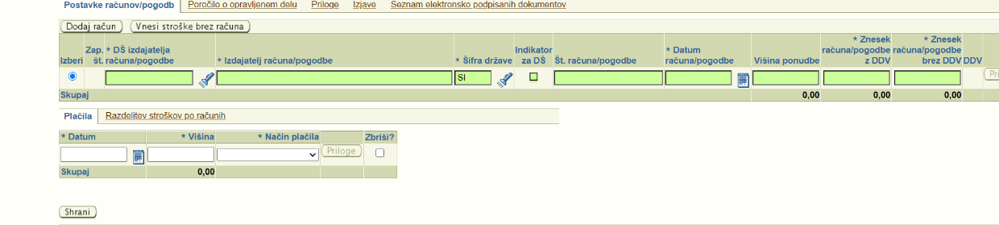 Postavke računov/pogodb Poročilo o opravljenem delu Priloge Izjave Seznam elektronsko podpisanih dokumentov
Dodaj račun Vnesi stroške brez računa
Izberi Zap. št. * DŠ izdajatelja računa/pogodbe * Izdajatelj računa/pogodbe * Šifra države Indikator za DŠ Št. računa/pogodbe * Datum računa/pogodbe Višina ponudbe * Znesek računa/pogodbe z DDV * Znesek računa/pogodbe brez DDV DDV
SI Pri
Skupaj 0,00 0,00 0,00
Plačila Razdelitev stroškov po računih
* Datum * Višina * Način plačila Zbriši?
Priloge
Skupaj 0,00
Shrani